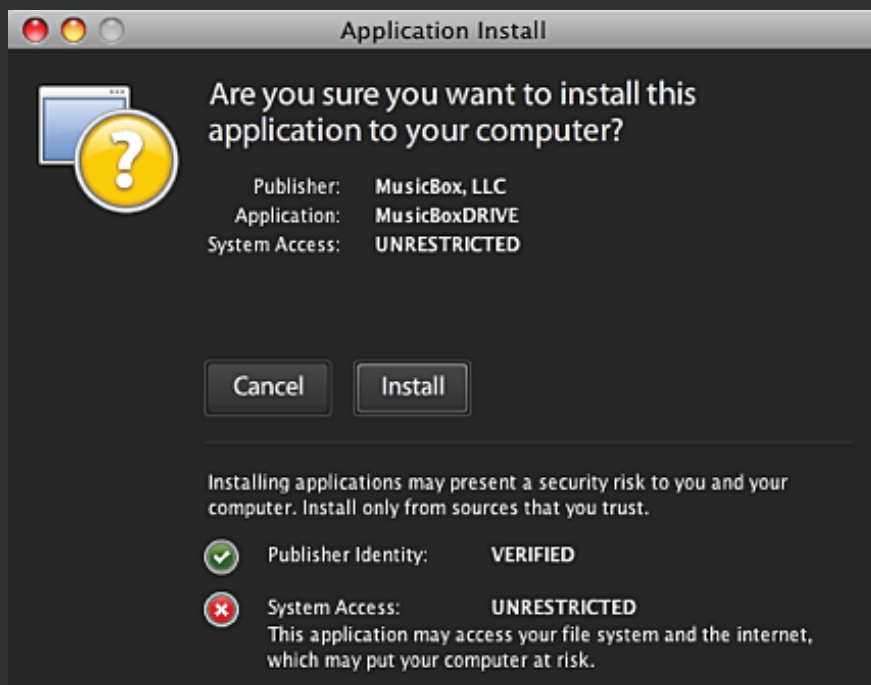 Application Install
Are you sure you want to install this
application to your computer?
Publisher: MusicBox, LLC
Application: MusicBoxDRIVE
System Access: UNRESTRICTED
Cancel Install
Installing applications may present a security risk to you and your
computer. Install only from sources that you trust.
Publisher Identity: VERIFIED
System Access: UNRESTRICTED
This application may access your file system and the internet,
which may put your computer at risk.